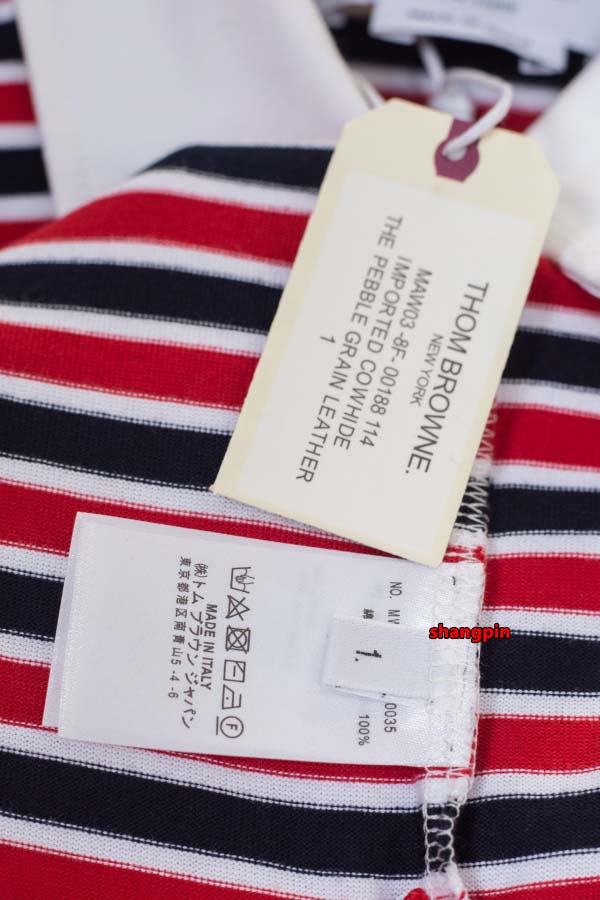 THOM BROWNE.
NEW YORK
MAW03-8F-00188 114
IMPORTED COWHIDE
THE PEBBLE GRAIN LEATHER
1
NO. MW
0035
綿
100%
1.
MADE IN ITALY
㈱トム ブラウン ジャパン
東京都港区南青山5-4-6
F
shangpin